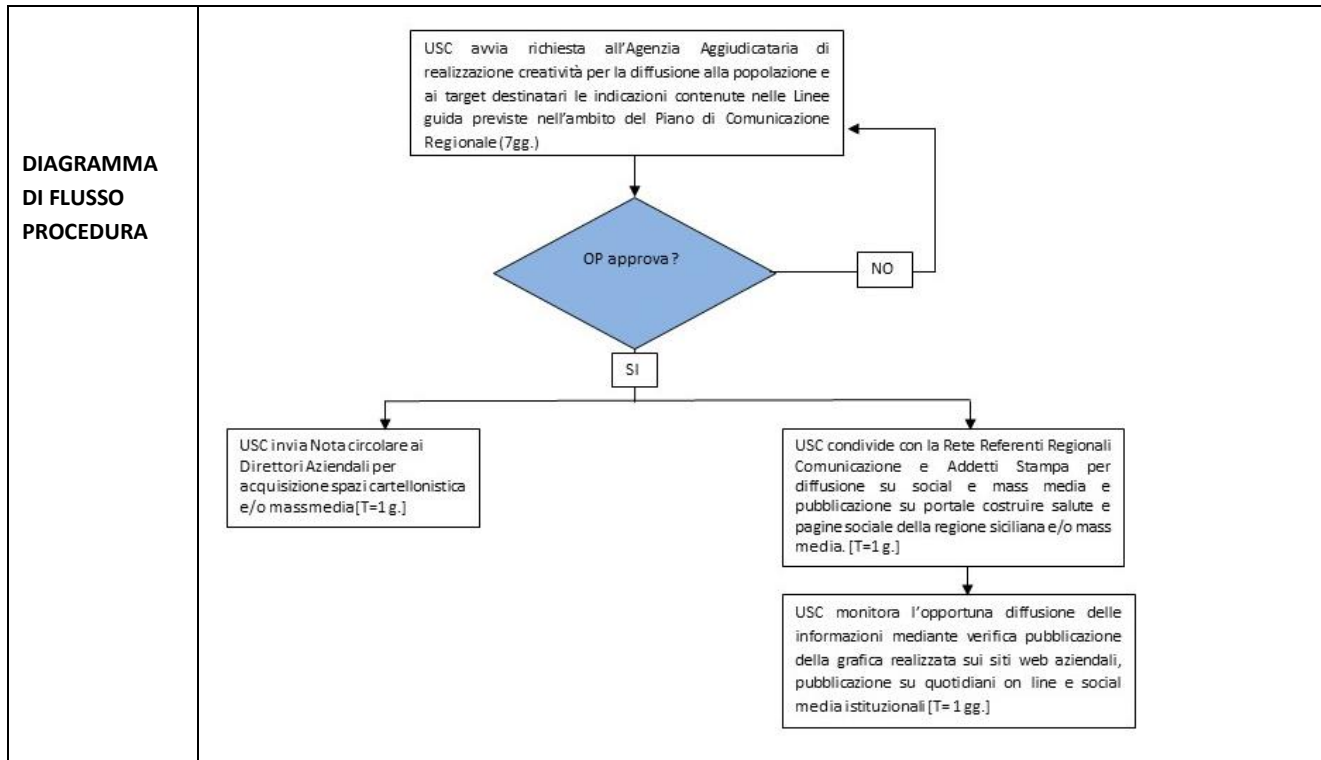 DIAGRAMMA
DI FLUSSO
PROCEDURA
USC avvia richiesta all’Agenzia Aggiudicataria di
realizzazione creatività per la diffusione alla popolazione e
ai target destinatari le indicazioni contenute nelle Linee
guida previste nell’ambito del Piano di Comunicazione
Regionale (7gg.)
OP approva?
NO
SI
USC invia Nota circolare ai
Direttori Aziendali per
acquisizione spazi cartellonistica
e/o massmedia [T=1 g.]
USC condivide con la Rete Referenti Regionali
Comunicazione e Addetti Stampa per
diffusione su social e mass media e
pubblicazione su portale costruire salute e
pagine sociale della regione siciliana e/o mass
media. [T=1 g.]
USC monitora l’opportuna diffusione delle
informazioni mediante verifica pubblicazione
della grafica realizzata sui siti web aziendali,
pubblicazione su quotidiani on line e social
media istituzionali [T= 1 gg.]